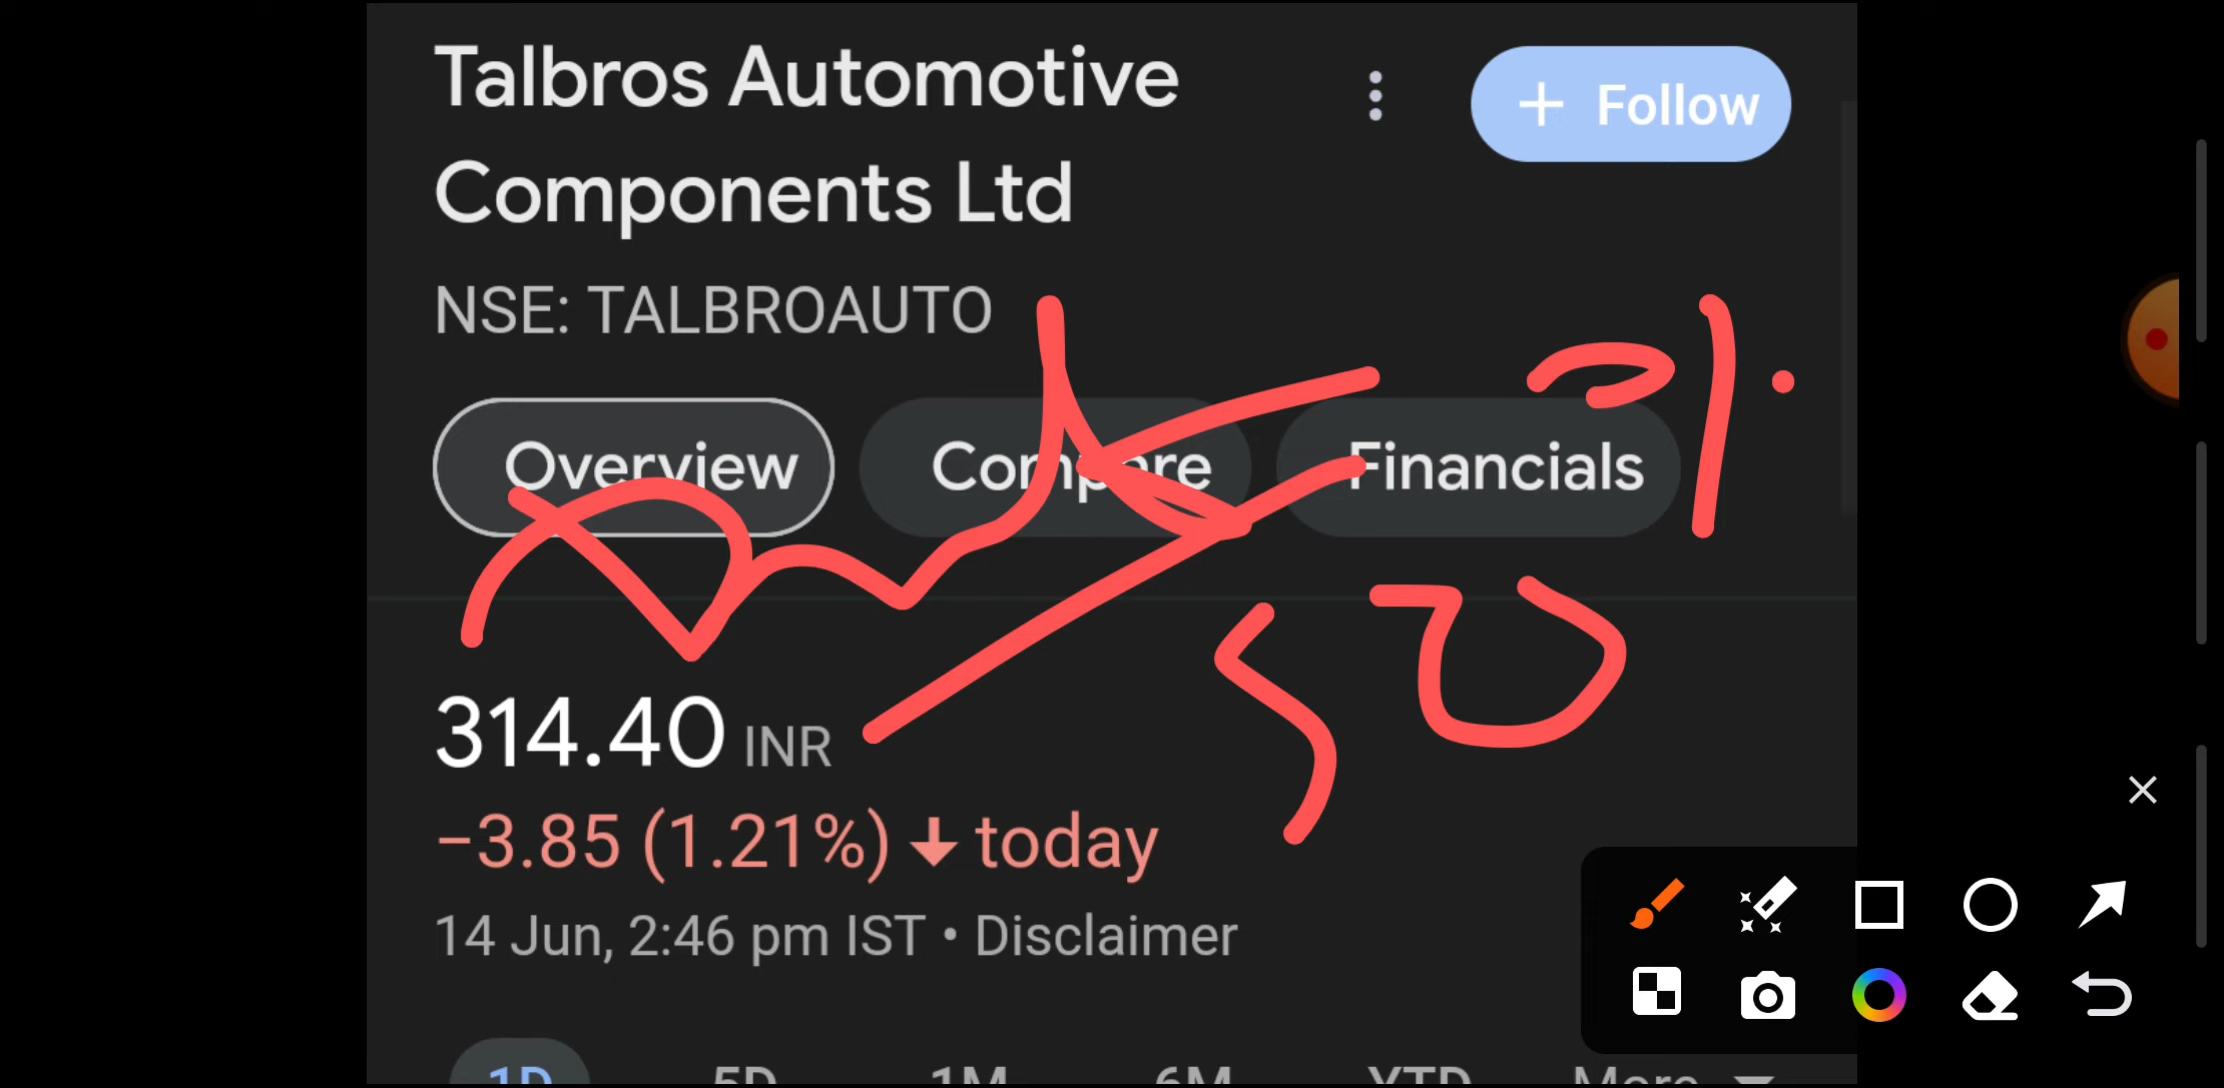 Talbros Automotive
Components Ltd
+ Follow
NSE: TALBROAUTO
Overview
Compare
Financials
314.40 INR
−3.85 (1.21%) ↓ today
14 Jun, 2:46 pm IST • Disclaimer
1D 5D 1M 6M YTD More